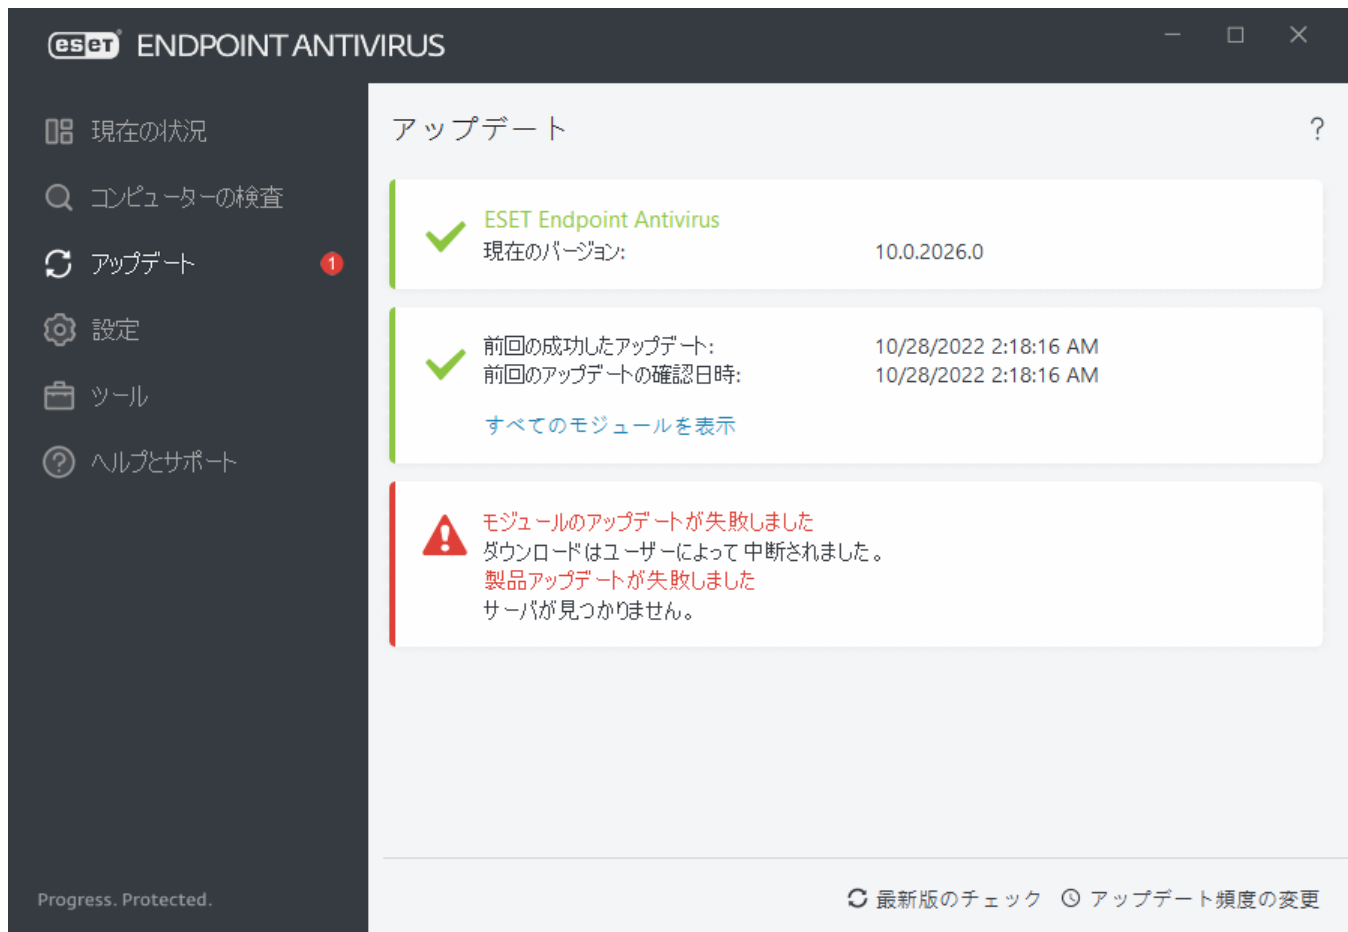 eset ENDPOINT ANTIVIRUS
現在の状況
コンピューターの検査
アップデート 1
設定
ツール
ヘルプとサポート
Progress. Protected.
アップデート ?
ESET Endpoint Antivirus
現在のバージョン: 10.0.2026.0
前回の成功したアップデート: 10/28/2022 2:18:16 AM
前回のアップデートの確認日時: 10/28/2022 2:18:16 AM
すべてのモジュールを表示
モジュールのアップデートが失敗しました
ダウンロードはユーザーによって中断されました。
製品アップデートが失敗しました
サーバが見つかりません。
最新版のチェック アップデート頻度の変更